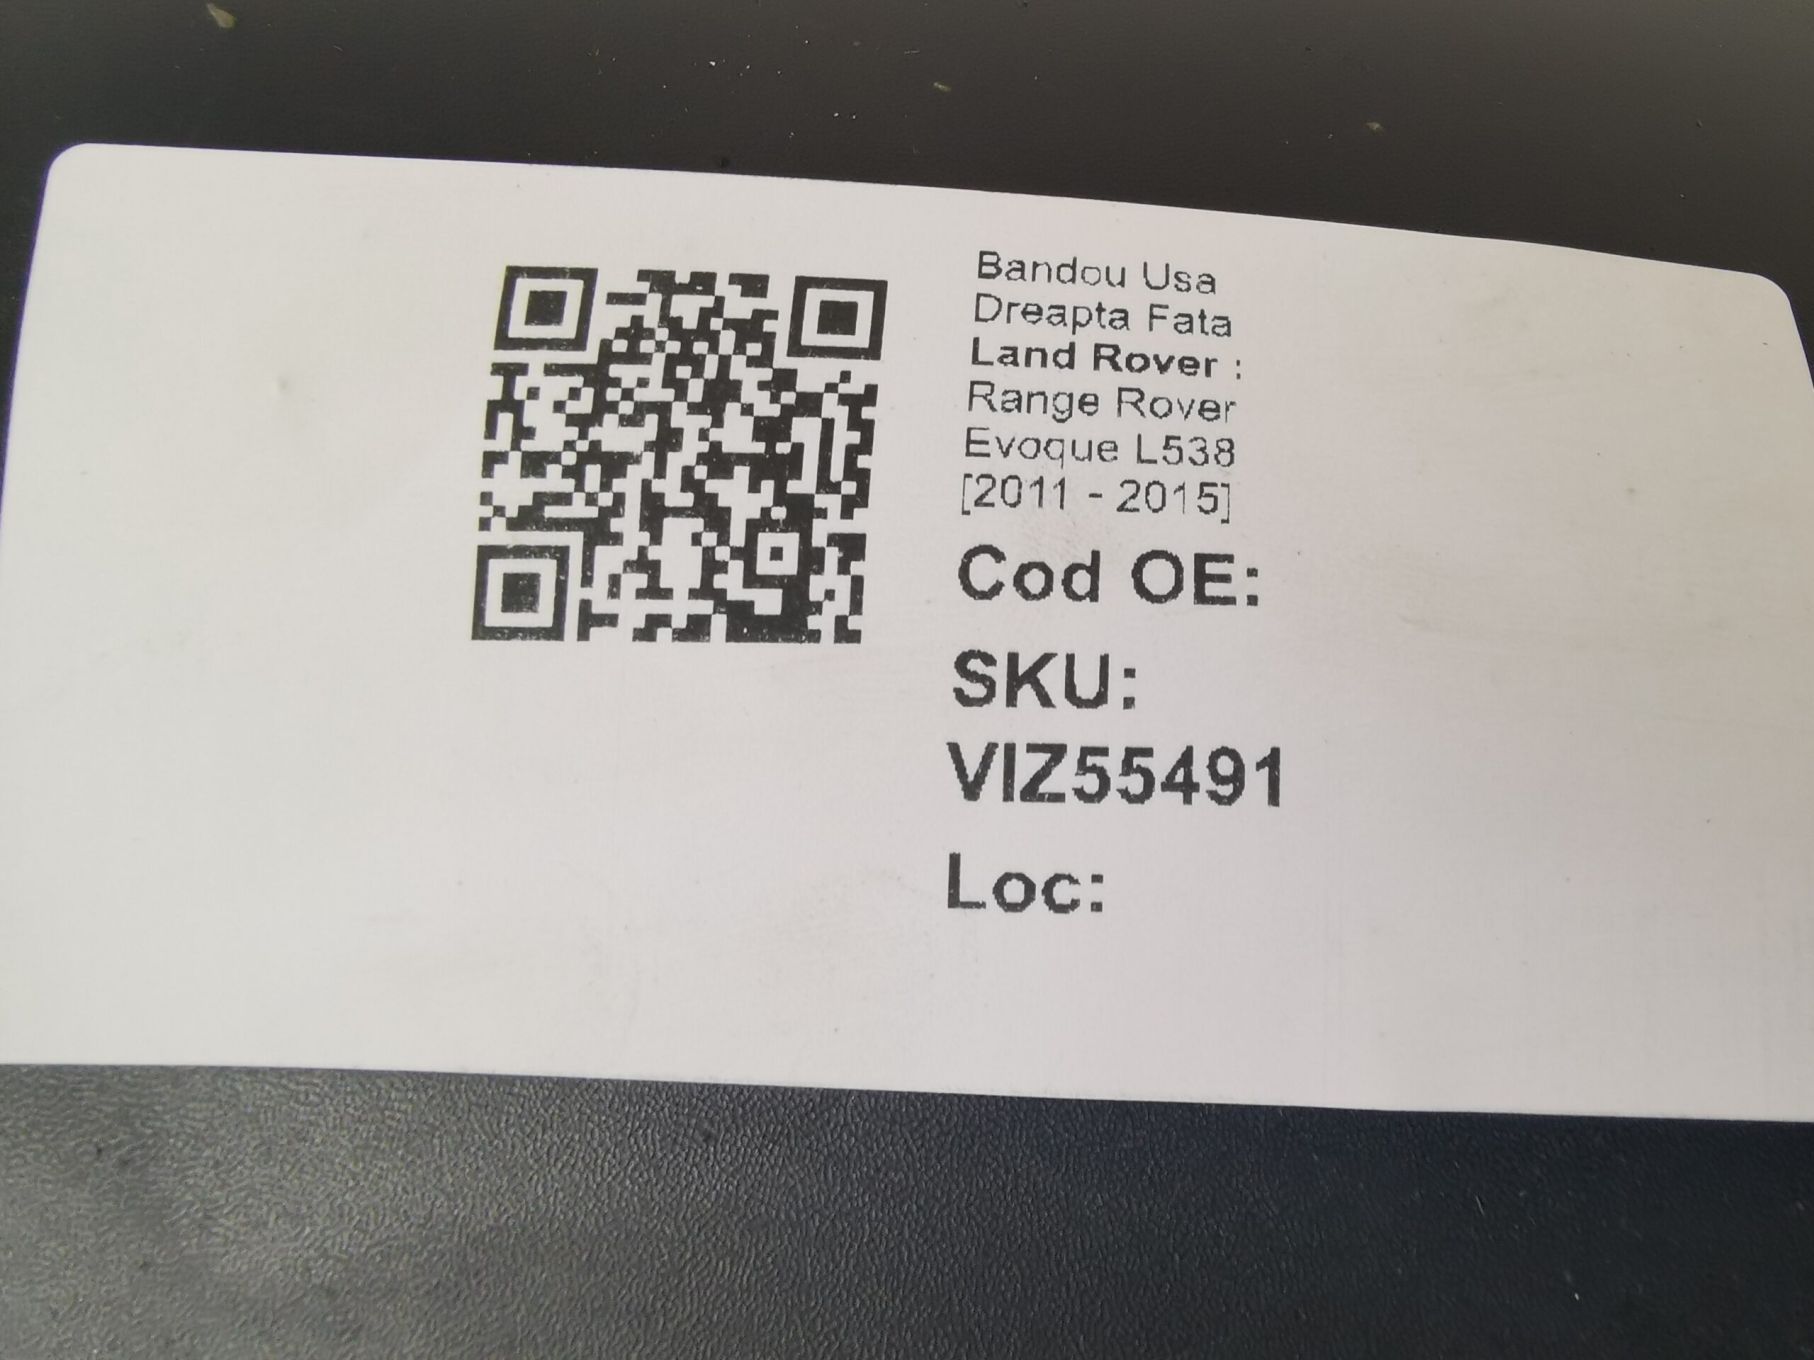 Bandou Usa
Dreapta Fata
Land Rover :
Range Rover
Evoque L538
[2011 - 2015]
Cod OE:
SKU:
VIZ55491
Loc: